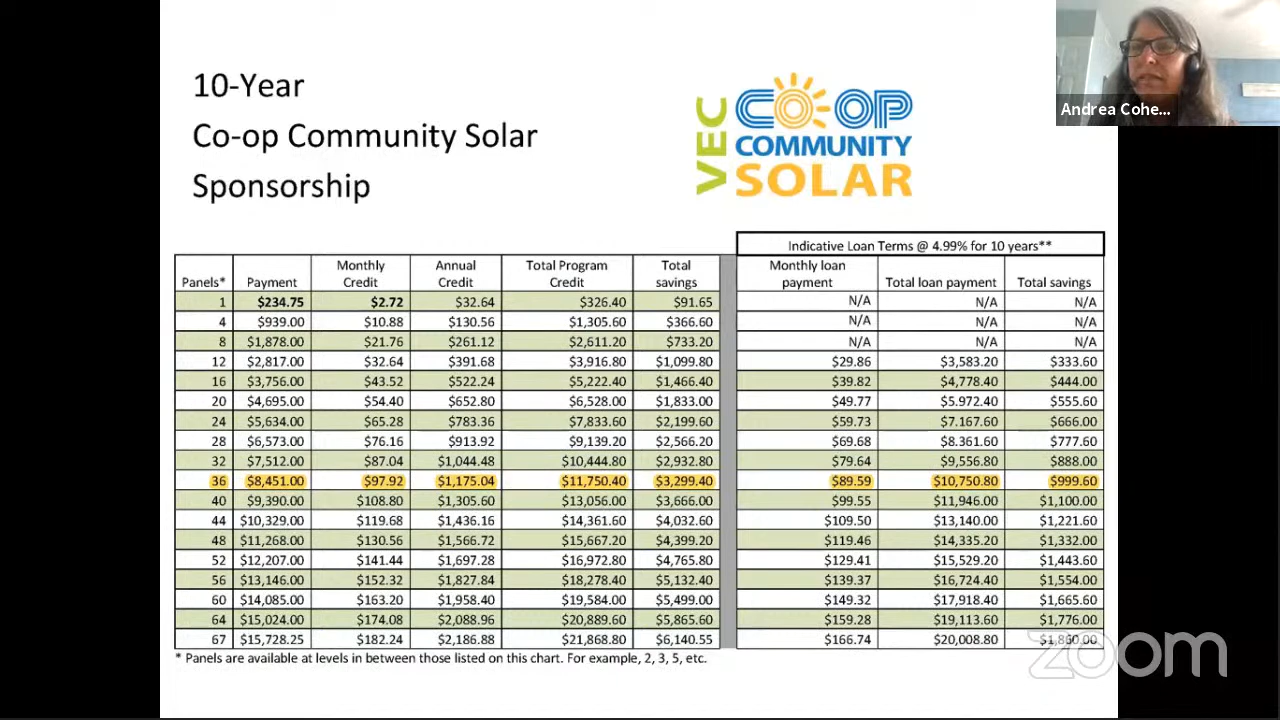 10-Year
Co-op Community Solar
Sponsorship
VEC
CO-OP
COMMUNITY
SOLAR
Andrea Cohe...
Indicative Loan Terms @ 4.99% for 10 years**
Panels* Payment Monthly Credit Annual Credit Total Program Credit Total savings Monthly loan payment Total loan payment Total savings
1 $234.75 $2.72 $32.64 $326.40 $91.65 N/A N/A N/A
4 $939.00 $10.88 $130.56 $1,305.60 $366.60 N/A N/A N/A
8 $1,878.00 $21.76 $261.12 $2,611.20 $733.20 N/A N/A N/A
12 $2,817.00 $32.64 $391.68 $3,916.80 $1,099.80 $29.86 $3,583.20 $333.60
16 $3,756.00 $43.52 $522.24 $5,222.40 $1,466.40 $39.82 $4,778.40 $444.00
20 $4,695.00 $54.40 $652.80 $6,528.00 $1,833.00 $49.77 $5.972.40 $555.60
24 $5,634.00 $65.28 $783.36 $7,833.60 $2,199.60 $59.73 $7.167.60 $666.00
28 $6,573.00 $76.16 $913.92 $9,139.20 $2,566.20 $69.68 $8.361.60 $777.60
32 $7,512.00 $87.04 $1,044.48 $10,444.80 $2,932.80 $79.64 $9,556.80 $888.00
36 $8,451.00 $97.92 $1,175.04 $11,750.40 $3,299.40 $89.59 $10,750.80 $999.60
40 $9,390.00 $108.80 $1,305.60 $13,056.00 $3,666.00 $99.55 $11,946.00 $1,100.00
44 $10,329.00 $119.68 $1,436.16 $14,361.60 $4,032.60 $109.50 $13,140.00 $1,221.60
48 $11,268.00 $130.56 $1,566.72 $15,667.20 $4,399.20 $119.46 $14,335.20 $1,332.00
52 $12,207.00 $141.44 $1,697.28 $16,972.80 $4,765.80 $129.41 $15,529.20 $1,443.60
56 $13,146.00 $152.32 $1,827.84 $18,278.40 $5,132.40 $139.37 $16,724.40 $1,554.00
60 $14,085.00 $163.20 $1,958.40 $19,584.00 $5,499.00 $149.32 $17,918.40 $1,665.60
64 $15,024.00 $174.08 $2,088.96 $20,889.60 $5,865.60 $159.28 $19,113.60 $1,776.00
67 $15,728.25 $182.24 $2,186.88 $21,868.80 $6,140.55 $166.74 $20,008.80 $1,860.00
* Panels are available at levels in between those listed on this chart. For example, 2, 3, 5, etc.
zoom